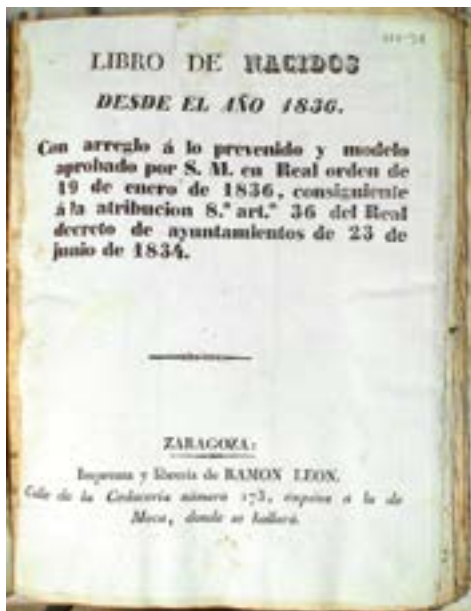 LIBRO DE NACIDOS
DESDE EL AÑO 1836.
Con arreglo á lo prevenido y modelo
aprobado por S. M. en Real orden de
19 de enero de 1836, consiguiente
á la atribucion 8.ª art.º 36 del Real
decreto de ayuntamientos de 23 de
junio de 1834.
ZARAGOZA:
Imprenta y librería de RAMON LEON.
Calle de la Cedacería número 173, esquina á la de
Moca, donde se hallará.